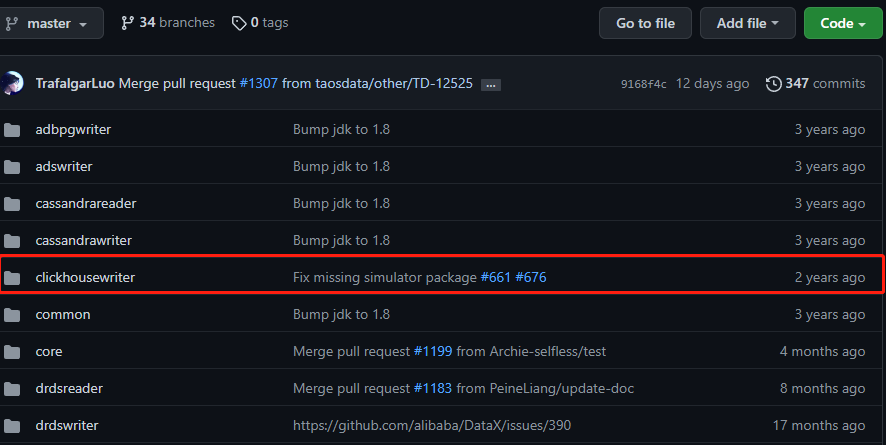 master 34 branches 0 tags Go to file Add file Code
TrafalgarLuo Merge pull request #1307 from taosdata/other/TD-12525 ... 9168f4c 12 days ago 347 commits
adbpgwriter Bump jdk to 1.8 3 years ago
adswriter Bump jdk to 1.8 3 years ago
cassandrareader Bump jdk to 1.8 3 years ago
cassandrawriter Bump jdk to 1.8 3 years ago
clickhousewriter Fix missing simulator package #661 #676 2 years ago
common Bump jdk to 1.8 3 years ago
core Merge pull request #1199 from Archie-selfless/test 4 months ago
drdsreader Merge pull request #1183 from PeineLiang/update-doc 8 months ago
drdswriter https://github.com/alibaba/DataX/issues/390 17 months ago